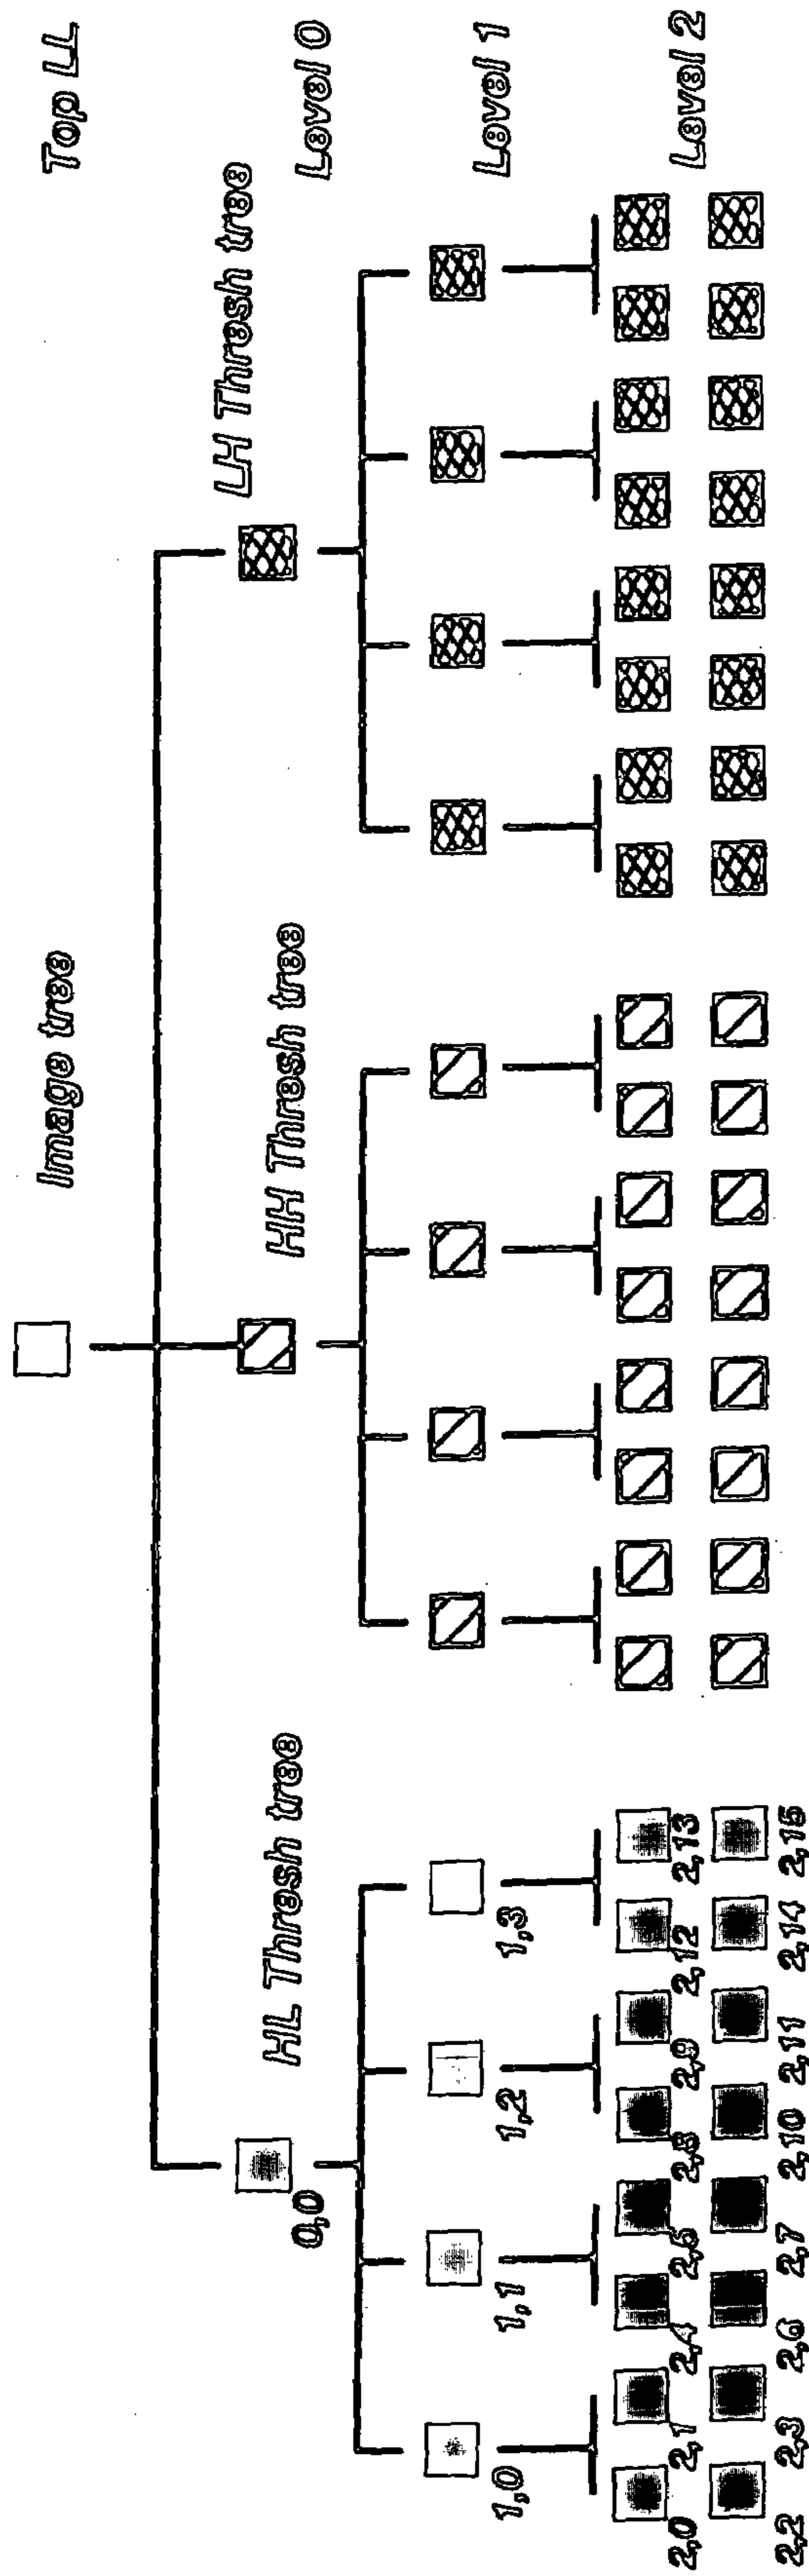 Image tree
Top LL
HL Thresh tree
HH Thresh tree
LH Thresh tree
0,0
Level 0
1,0
1,1
1,2
1,3
Level 1
2,0
2,1
2,4
2,5
2,8
2,9
2,12
2,13
Level 2
2,2
2,3
2,6
2,7
2,10
2,11
2,14
2,15